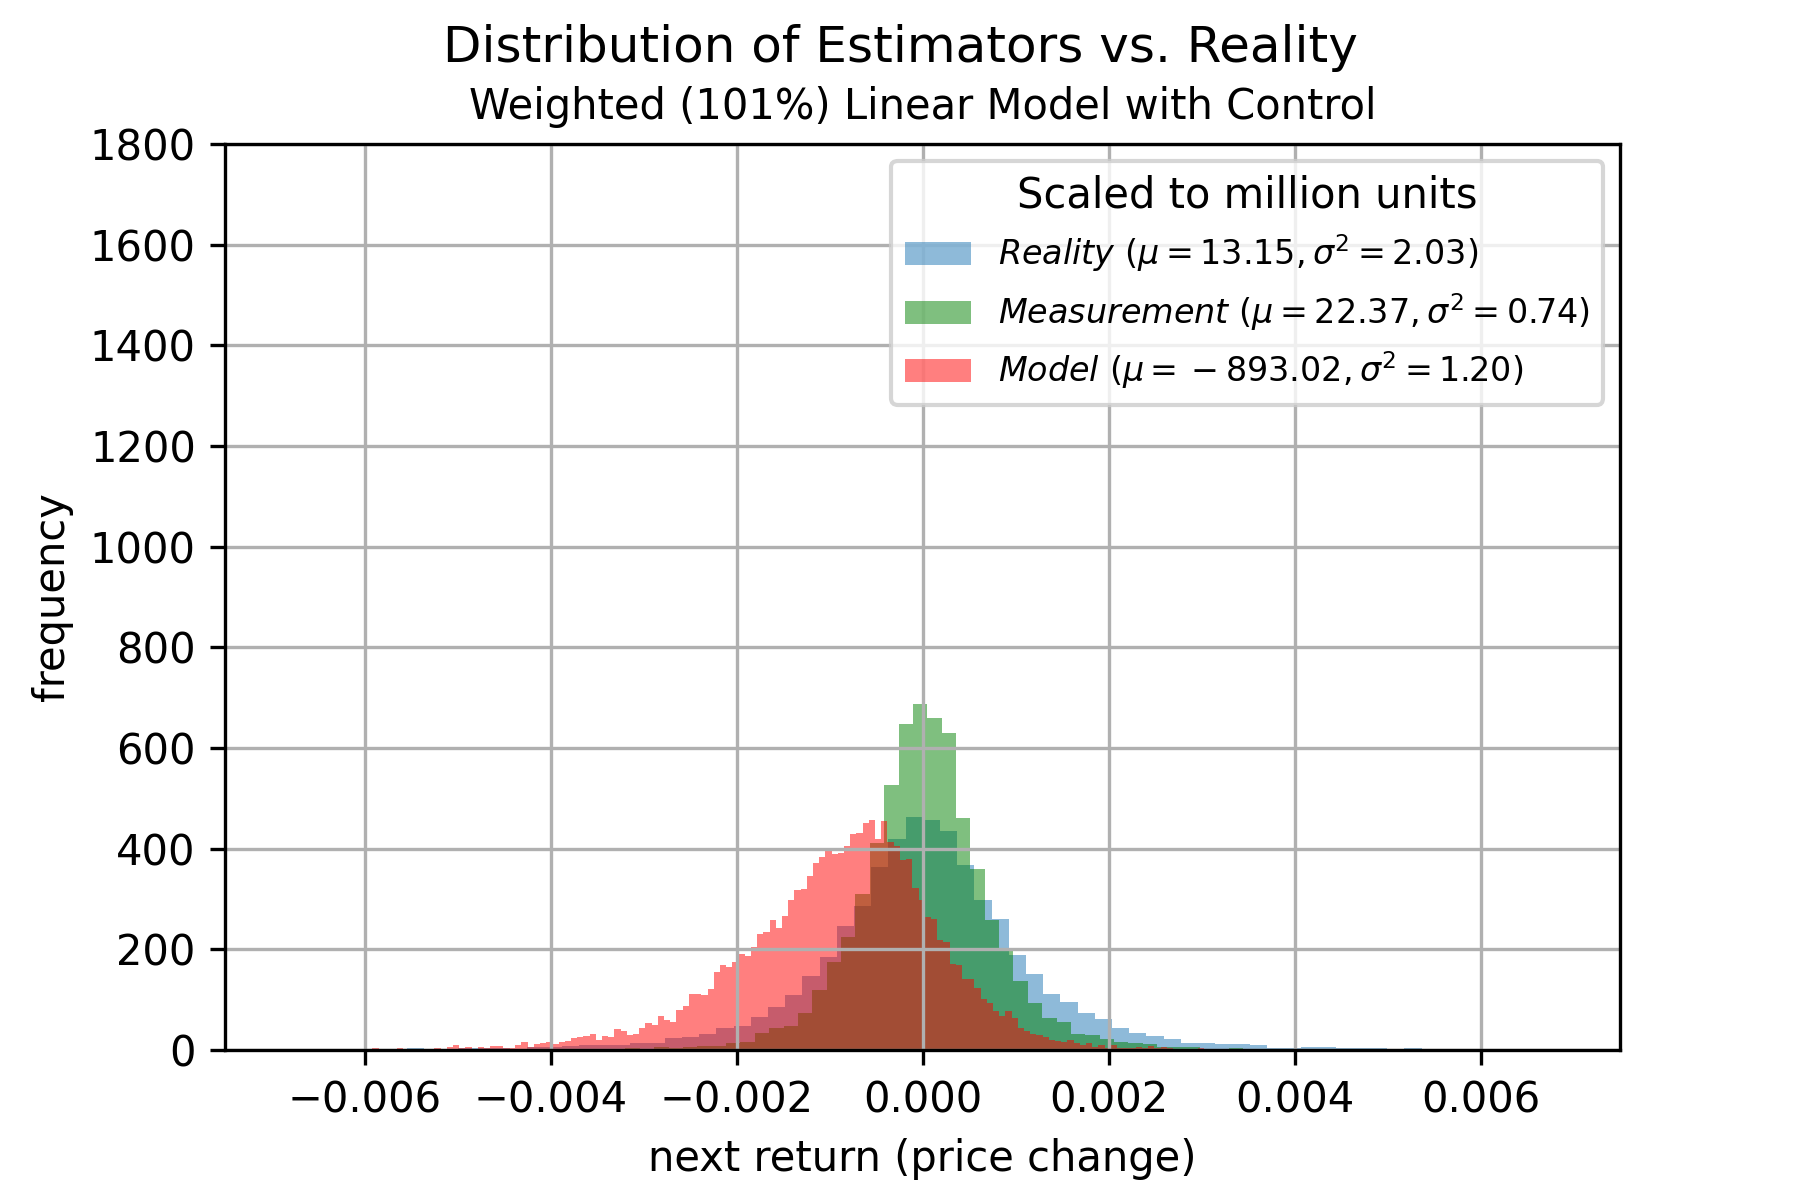 Distribution of Estimators vs. Reality
Weighted (101%) Linear Model with Control
Scaled to million units
Reality (μ = 13.15, σ² = 2.03)
Measurement (μ = 22.37, σ² = 0.74)
Model (μ = − 893.02, σ² = 1.20)
1800
1600
1400
1200
1000
800
600
400
200
0
frequency
−0.006 −0.004 −0.002 0.000 0.002 0.004 0.006
next return (price change)